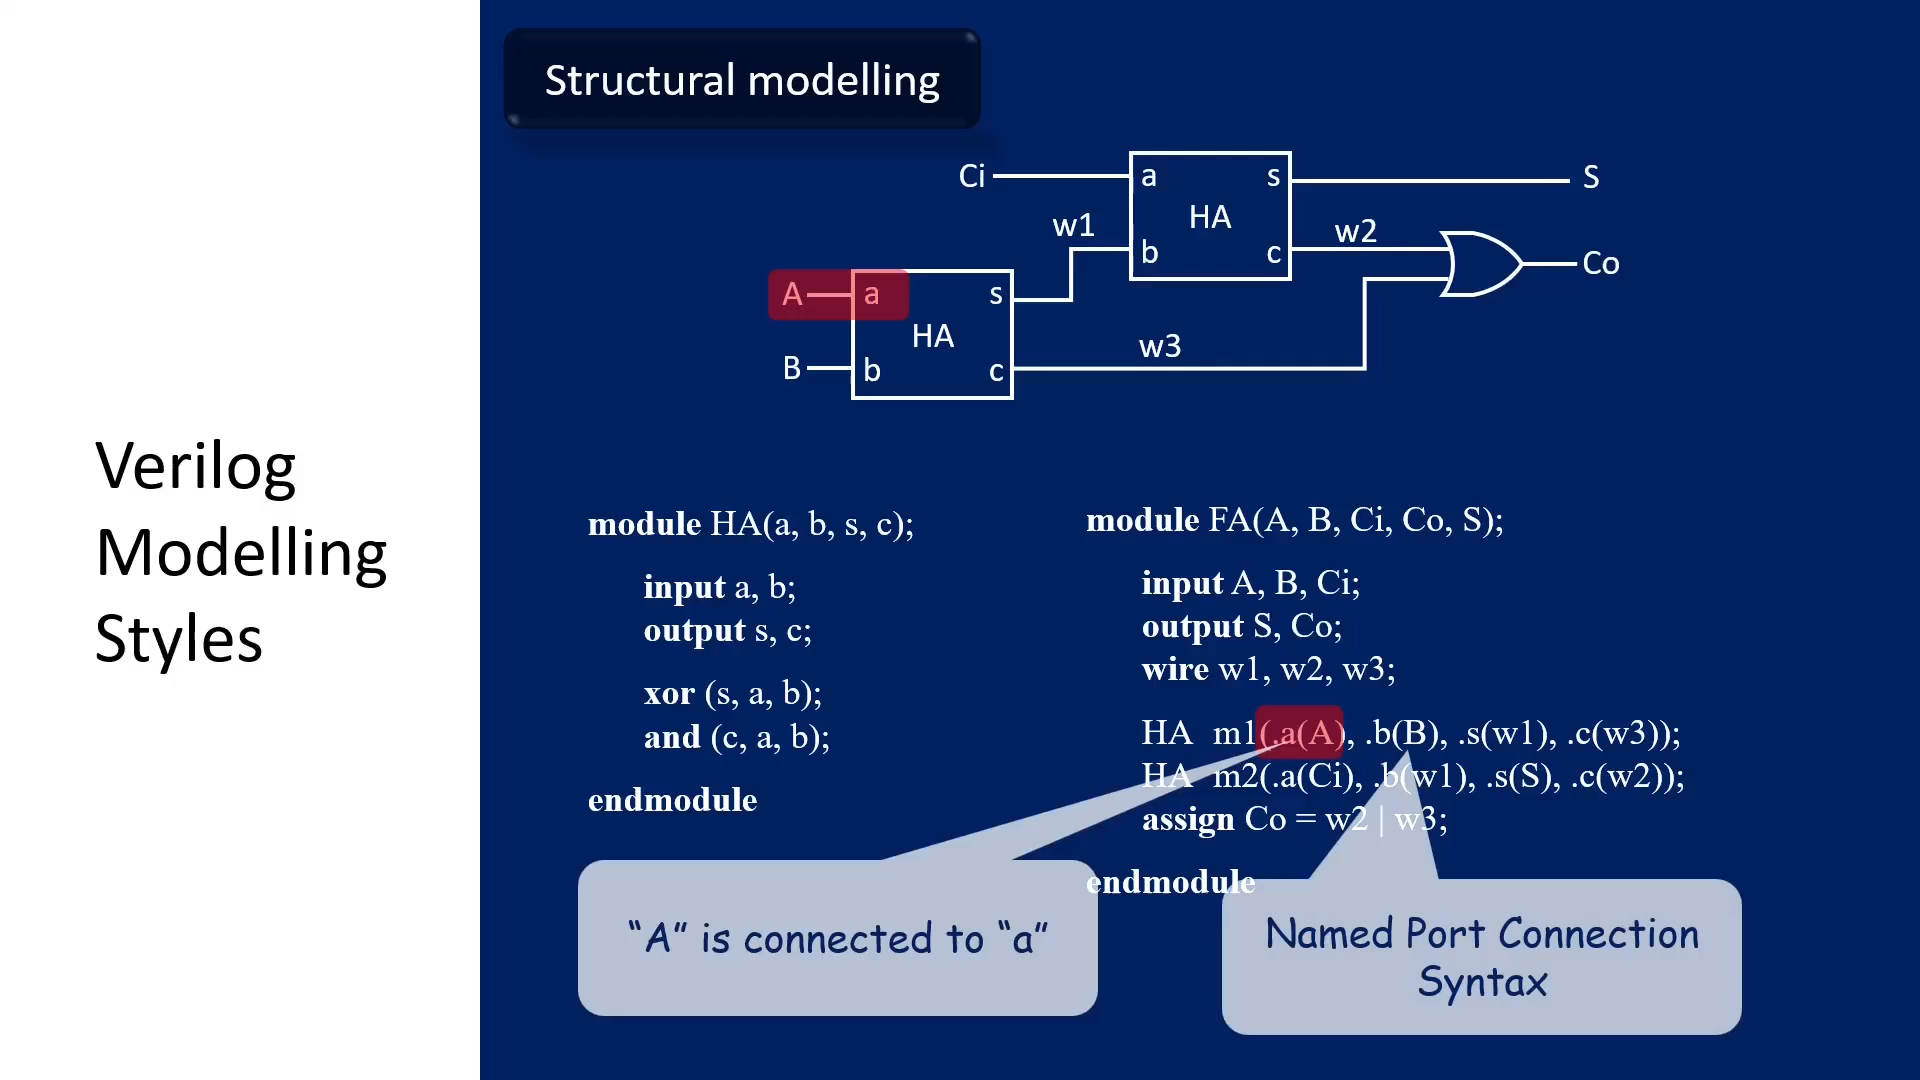 Verilog
Modelling
Styles
Structural modelling
Ci
a
s
S
HA
w1
w2
b
c
Co
A
a
s
HA
w3
B
b
c
module HA(a, b, s, c);
input a, b;
output s, c;
xor (s, a, b);
and (c, a, b);
endmodule
module FA(A, B, Ci, Co, S);
input A, B, Ci;
output S, Co;
wire w1, w2, w3;
HA m1(.a(A), .b(B), .s(w1), .c(w3));
HA m2(.a(Ci), .b(w1), .s(S), .c(w2));
assign Co = w2 | w3;
endmodule
“A” is connected to “a”
Named Port Connection
Syntax